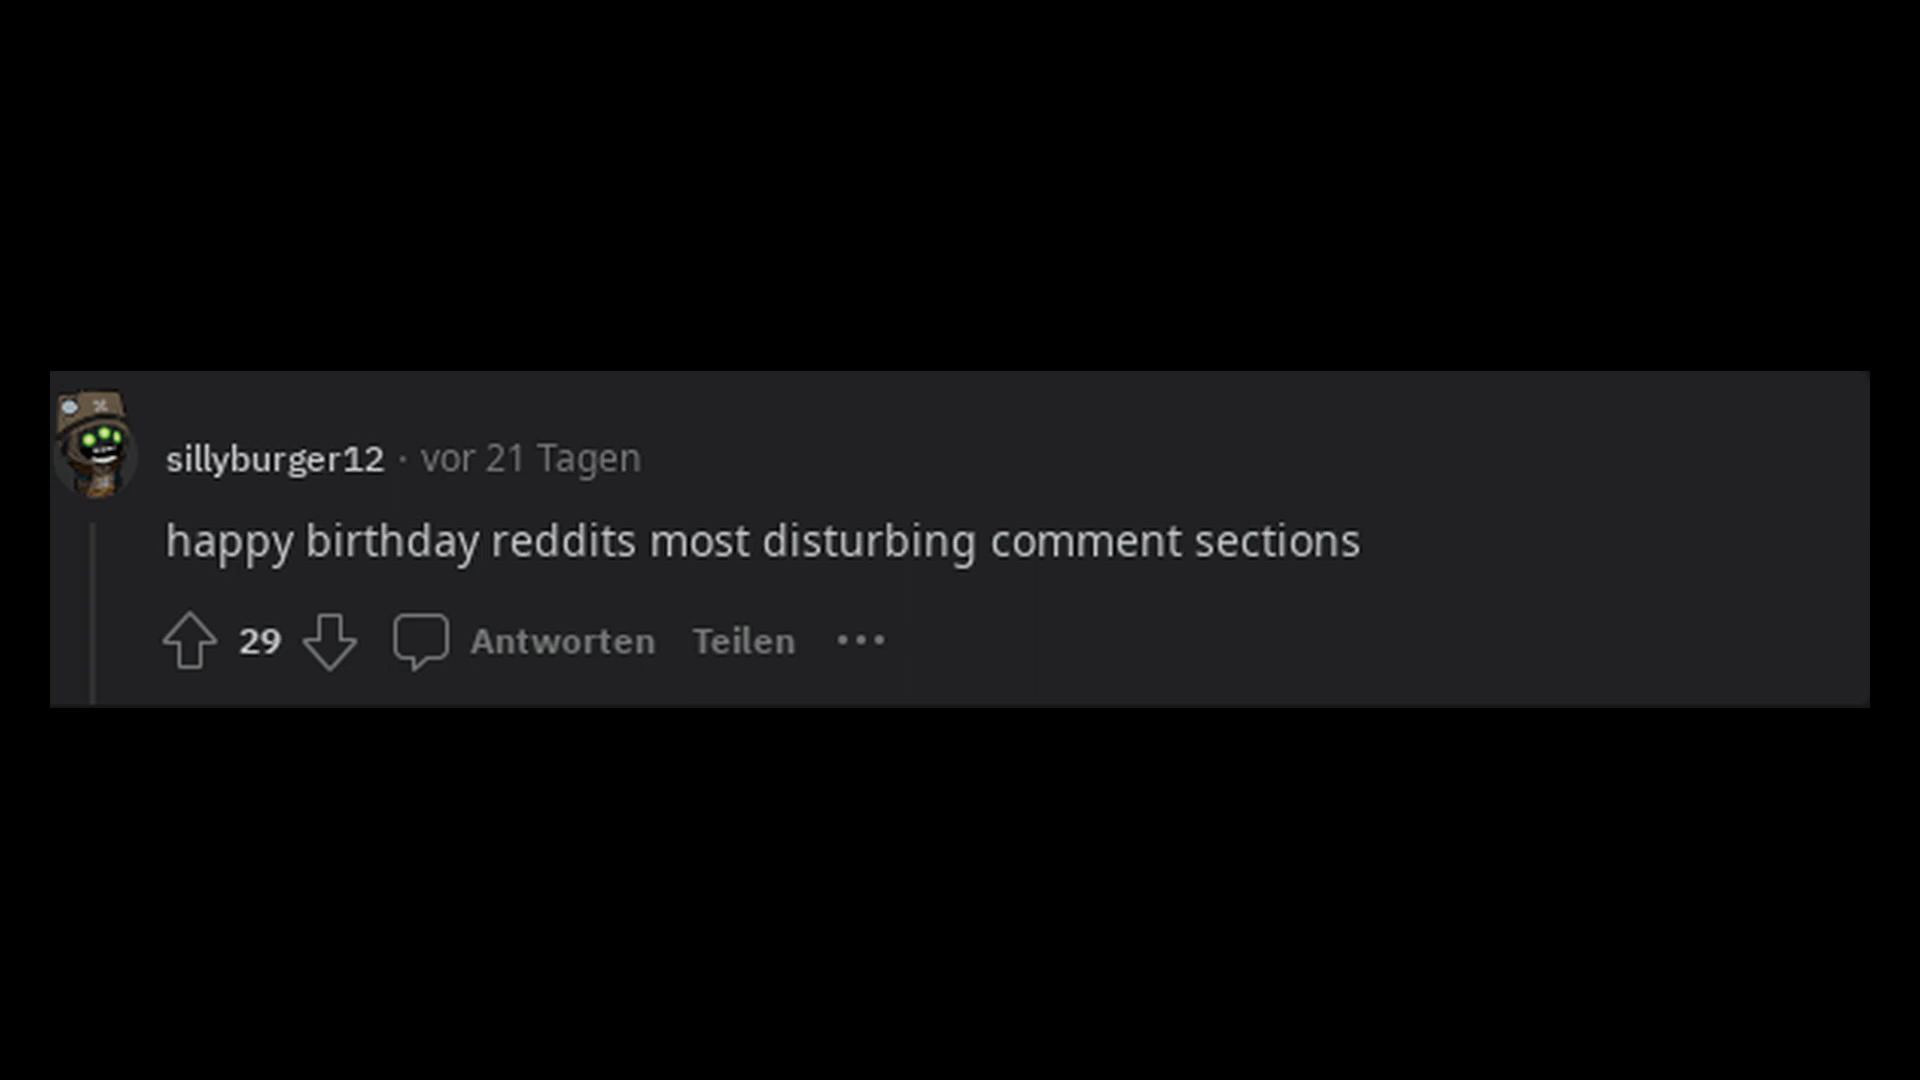 sillyburger12 · vor 21 Tagen
happy birthday reddits most disturbing comment sections
29 Antworten Teilen ...